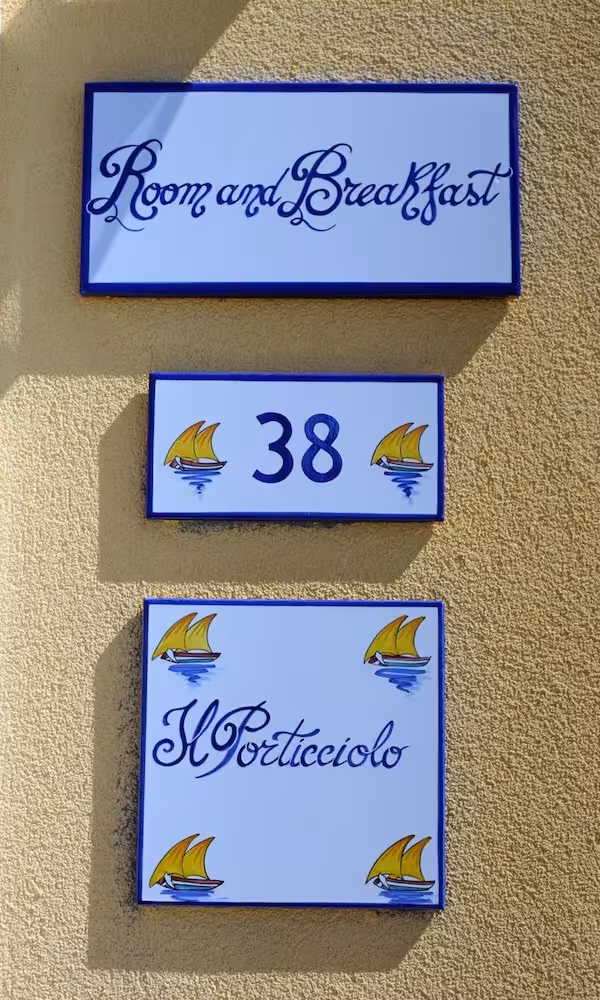 Room and Breakfast
38
Il Porticciolo